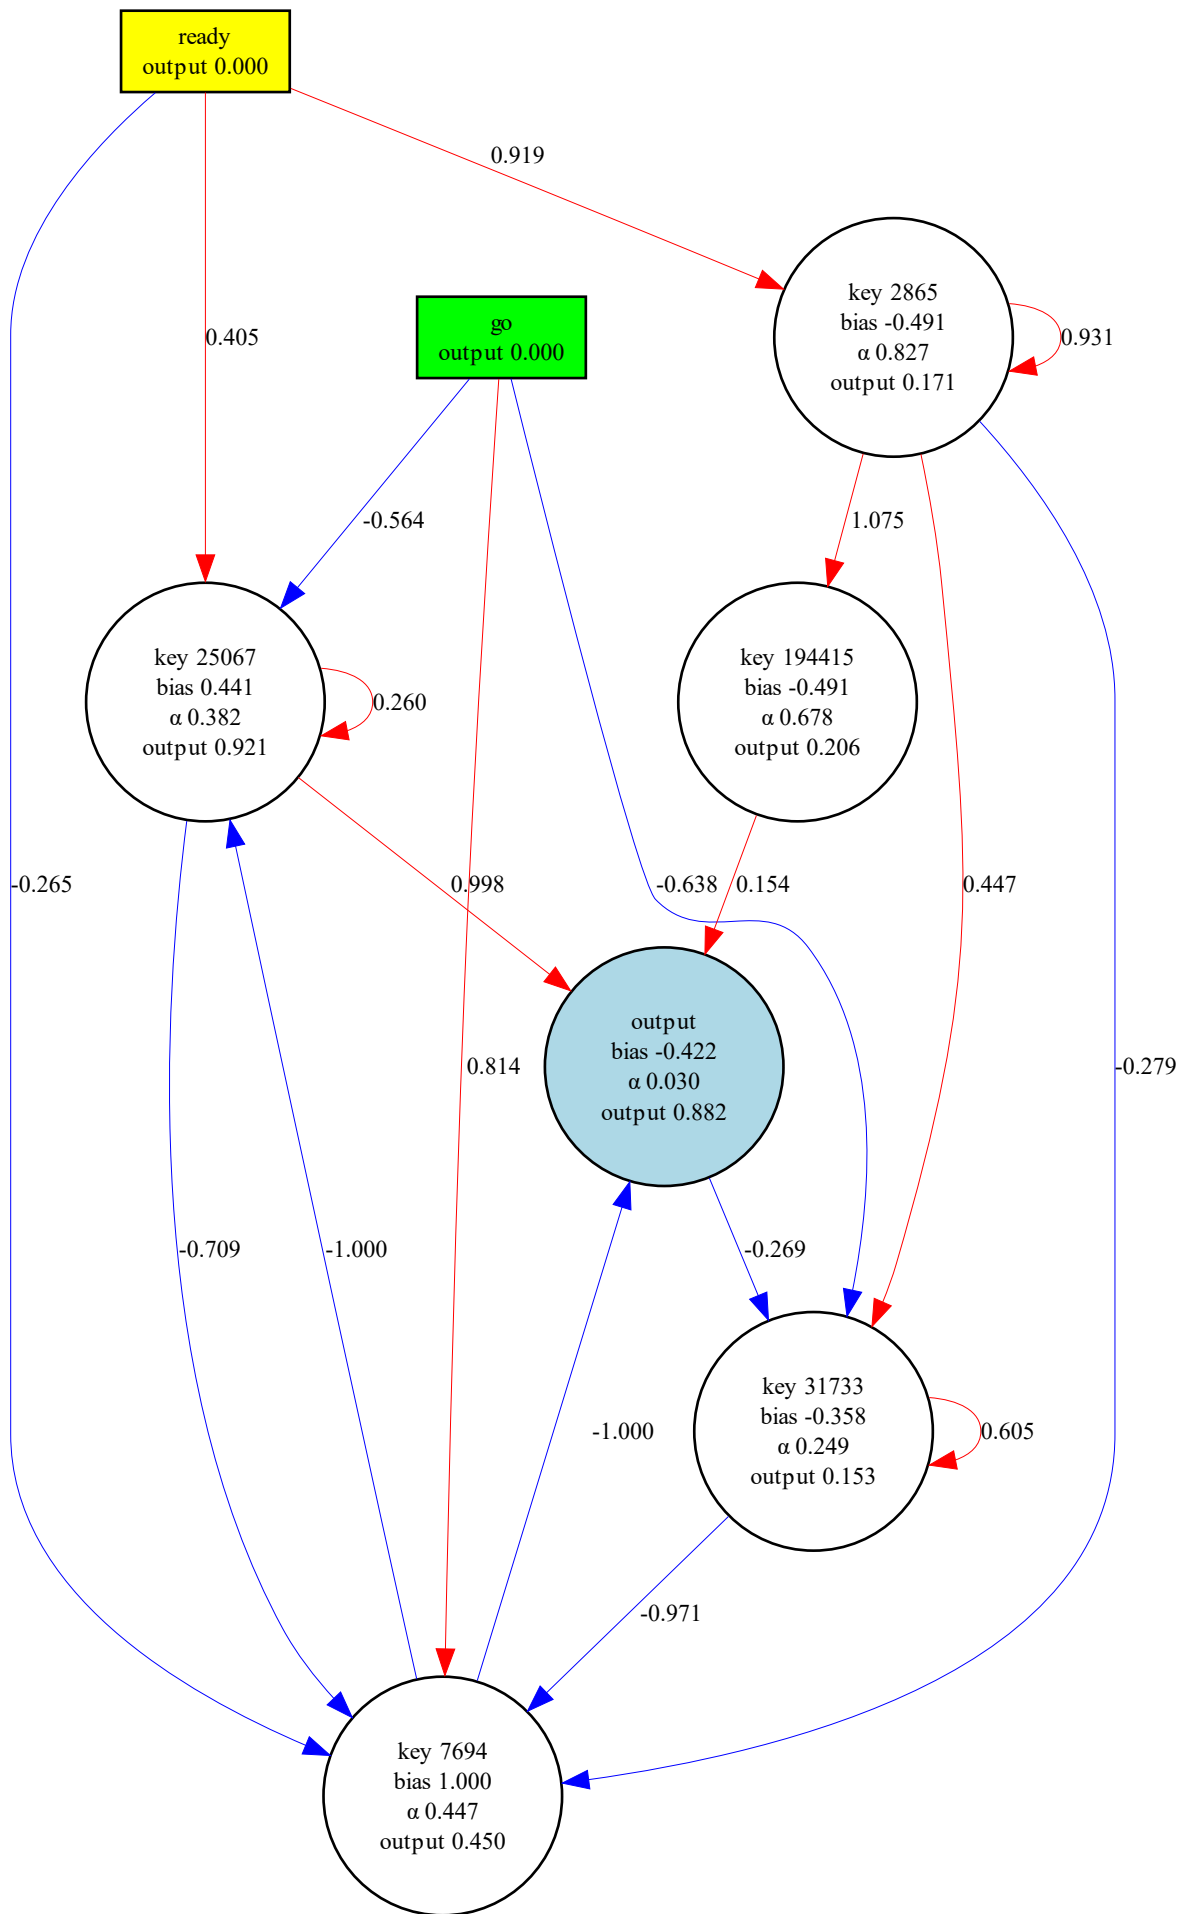 ready
output 0.000
0.919
key 2865
bias -0.491
α 0.827
output 0.171
0.931
go
output 0.000
0.405
-0.564
1.075
key 25067
bias 0.441
α 0.382
output 0.921
0.260
key 194415
bias -0.491
α 0.678
output 0.206
-0.265
0.998
-0.638
0.154
0.447
output
bias -0.422
α 0.030
output 0.882
0.814
-0.279
-0.709
-1.000
-0.269
-1.000
key 31733
bias -0.358
α 0.249
output 0.153
0.605
-0.971
key 7694
bias 1.000
α 0.447
output 0.450